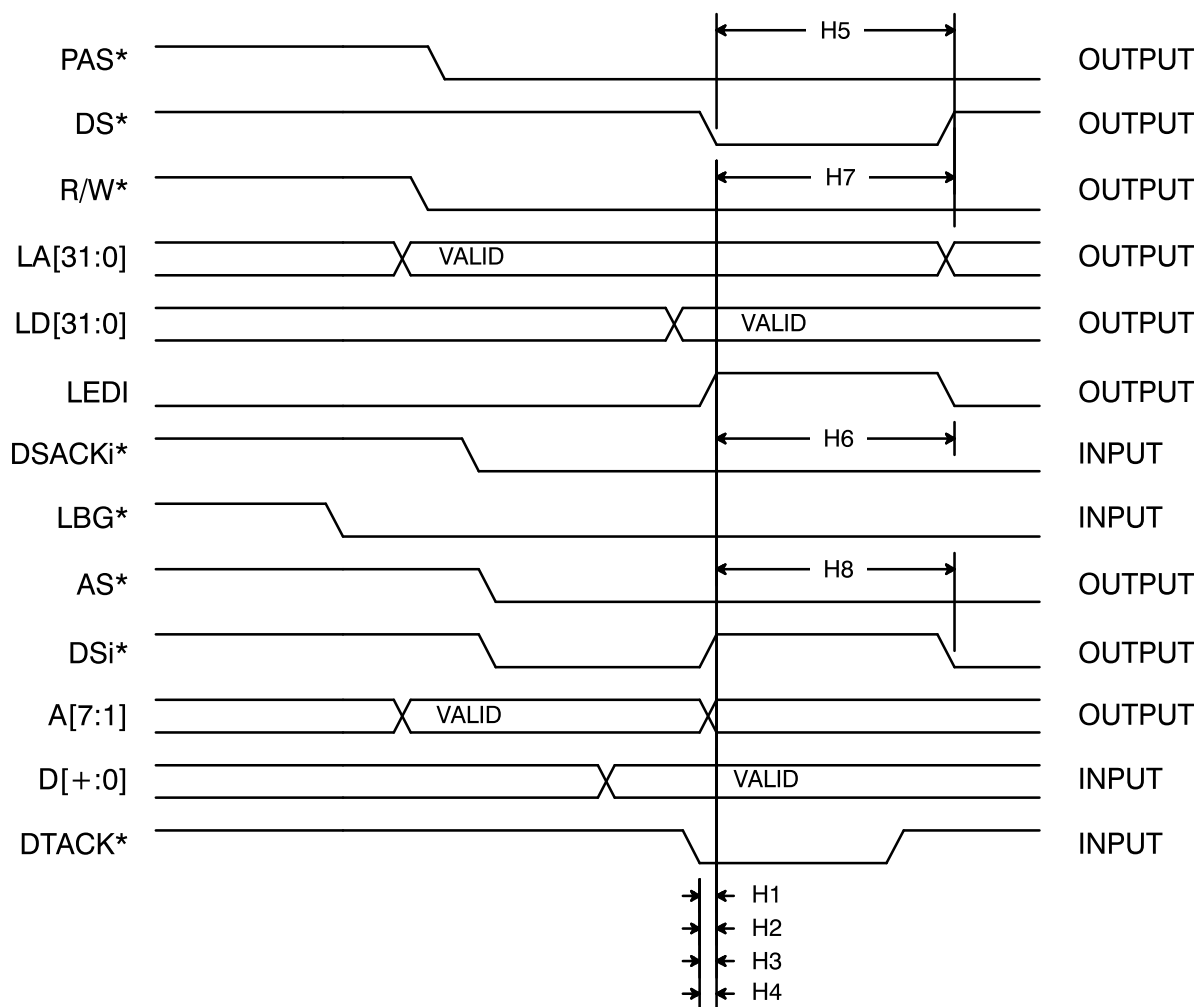 H5
PAS* OUTPUT
DS* OUTPUT
R/W* H7 OUTPUT
LA[31:0] VALID OUTPUT
LD[31:0] VALID OUTPUT
LEDI OUTPUT
DSACKi* H6 INPUT
LBG* INPUT
AS* H8 OUTPUT
DSi* OUTPUT
A[7:1] VALID OUTPUT
D[+:0] VALID INPUT
DTACK* INPUT
H1
H2
H3
H4